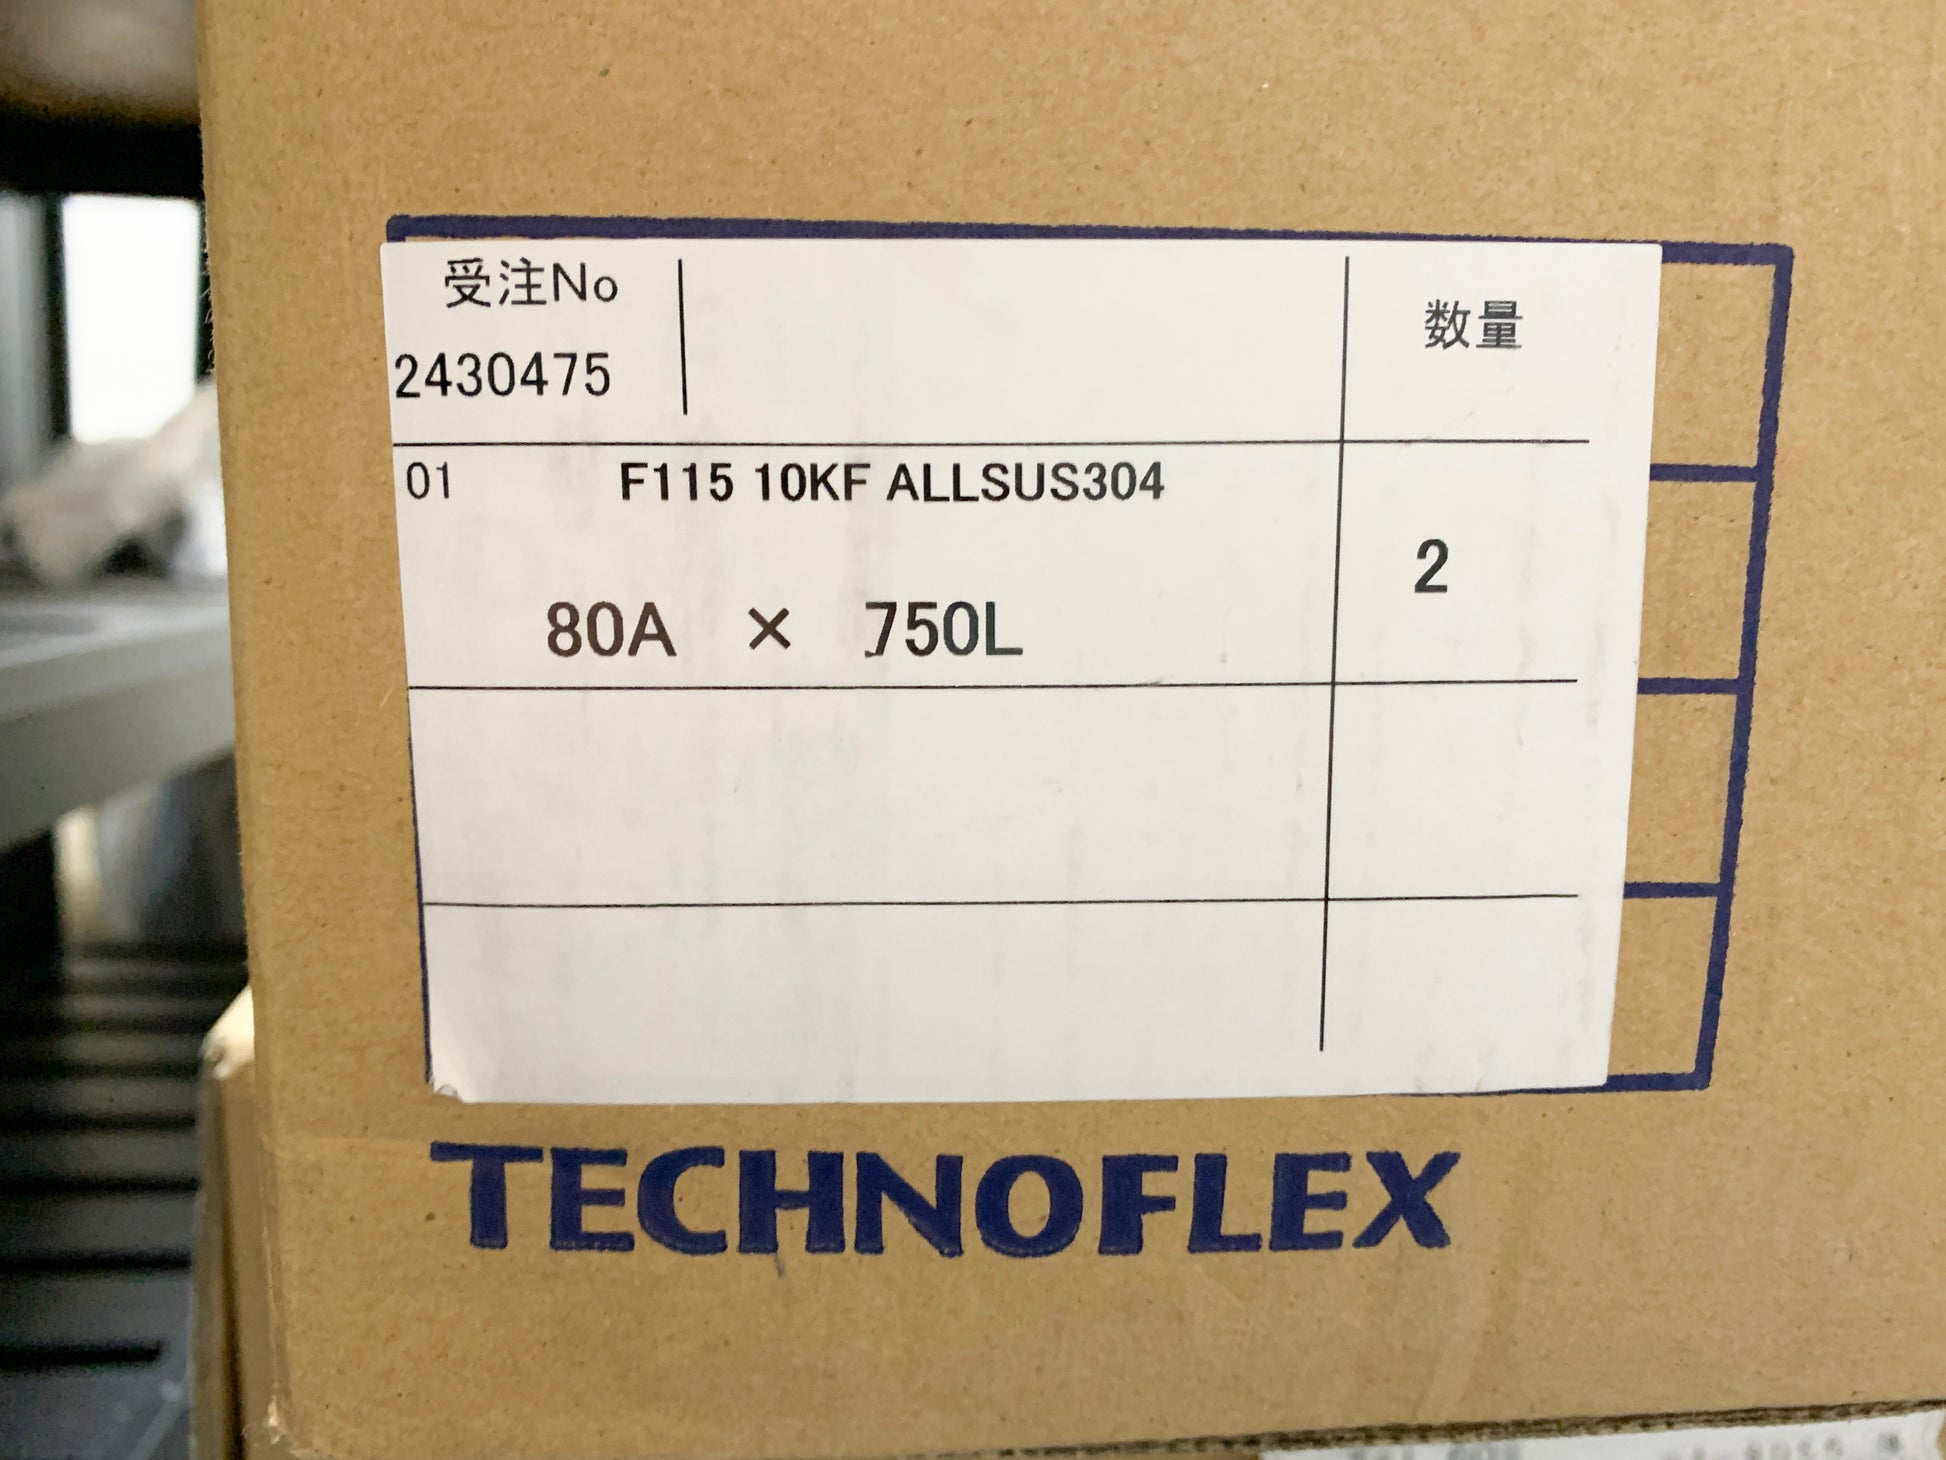 受注No
数量
2430475
01 F115 10KF ALLSUS304
80A × 750L
2
TECHNOFLEX